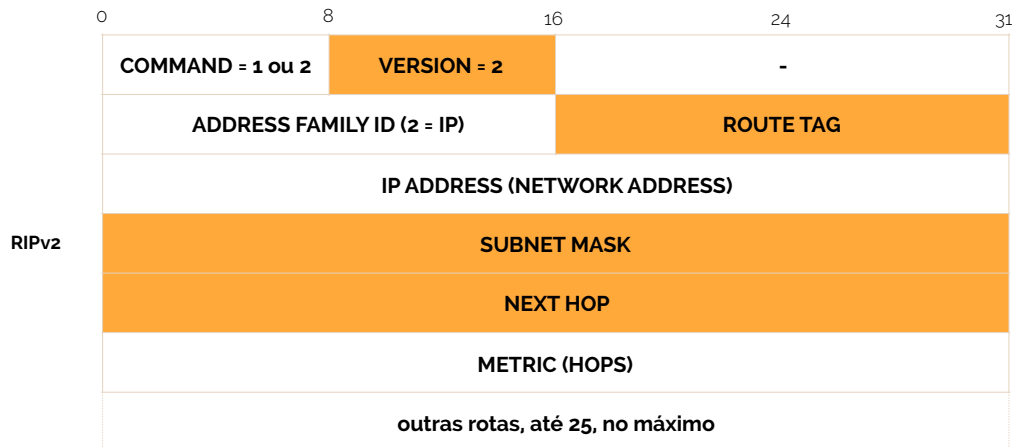 0 8 16 24 31
COMMAND = 1 ou 2 VERSION = 2 -
ADDRESS FAMILY ID (2 = IP) ROUTE TAG
IP ADDRESS (NETWORK ADDRESS)
RIPv2 SUBNET MASK
NEXT HOP
METRIC (HOPS)
outras rotas, até 25, no máximo